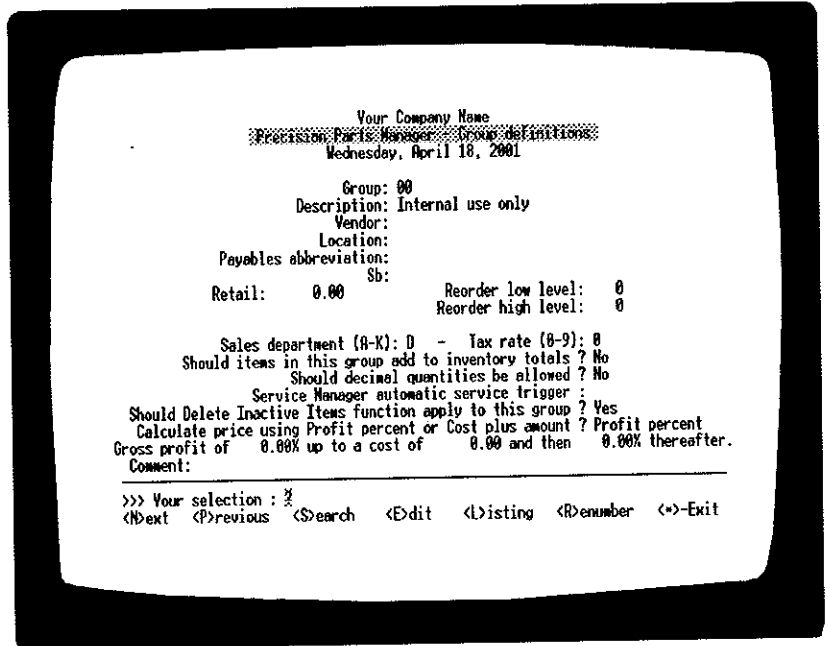 Your Company Name
Precision Parts Manager - Group definitions
Wednesday, April 18, 2001
Group: 00
Description: Internal use only
Vendor:
Location:
Payables abbreviation:
Sb:
Retail: 0.00 Reorder low level: 0
Reorder high level: 0
Sales department (A-K): D - Tax rate (0-9): 0
Should items in this group add to inventory totals ? No
Should decimal quantities be allowed ? No
Service Manager automatic service trigger :
Should Delete Inactive Items function apply to this group ? Yes
Calculate price using Profit percent or Cost plus amount ? Profit percent
Gross profit of 0.00% up to a cost of 0.00 and then 0.00% thereafter.
Comment:
>>> Your selection :
<N>ext <P>revious <S>earch <E>dit <L>isting <R>enumber <*>-Exit